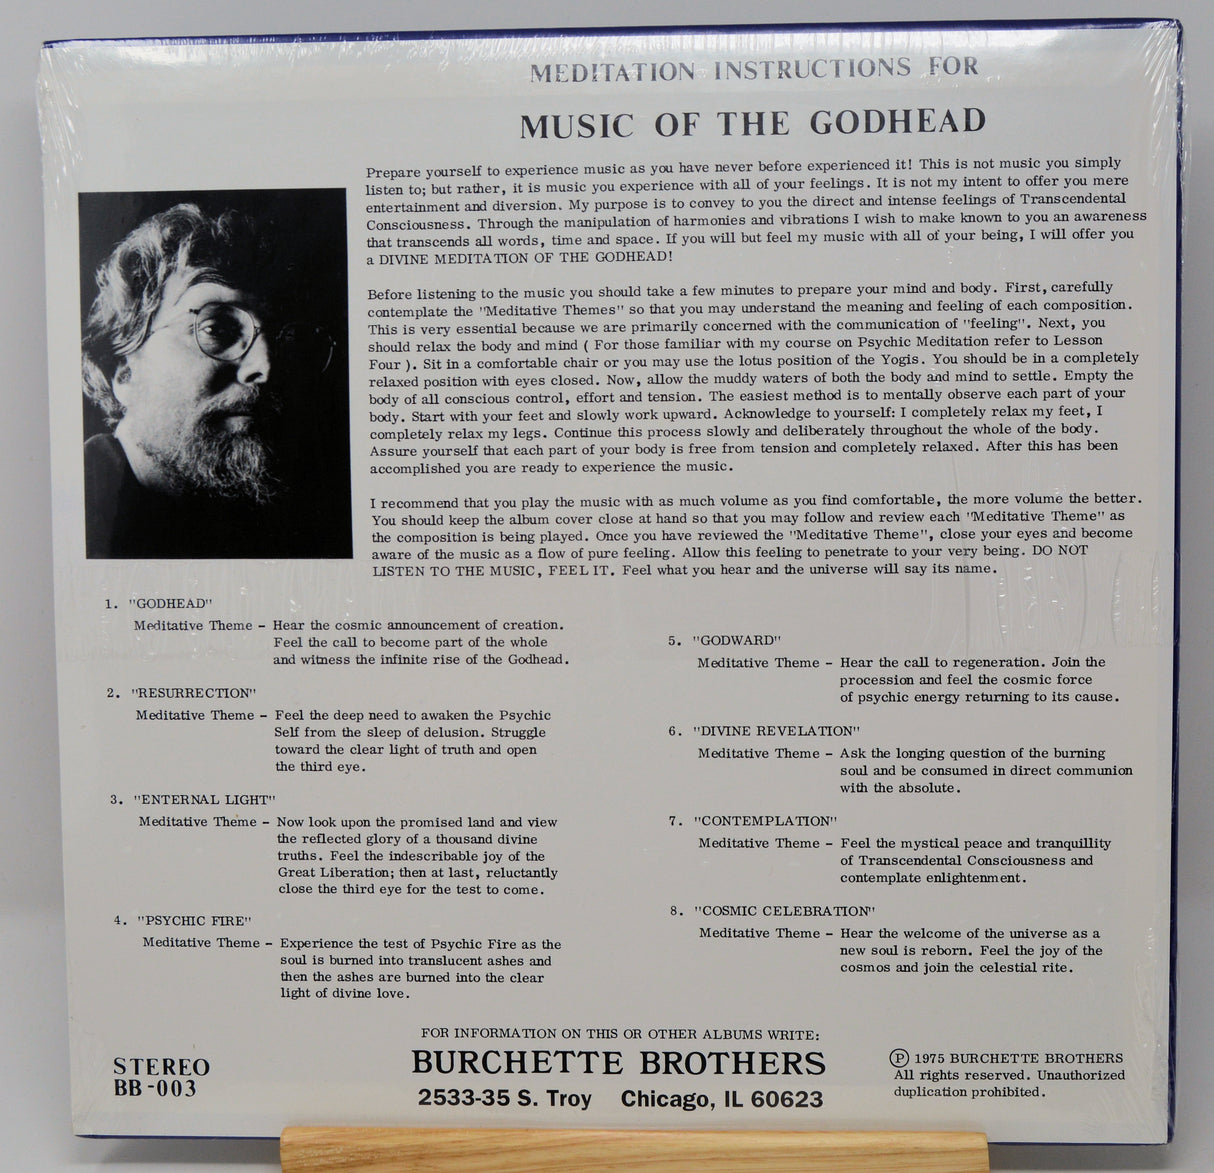 MEDITATION INSTRUCTIONS FOR
MUSIC OF THE GODHEAD
Prepare yourself to experience music as you have never before experienced it! This is not music you simply
listen to; but rather, it is music you experience with all of your feelings. It is not my intent to offer you mere
entertainment and diversion. My purpose is to convey to you the direct and intense feelings of Transcendental
Consciousness. Through the manipulation of harmonies and vibrations I wish to make known to you an awareness
that transcends all words, time and space. If you will but feel my music with all of your being, I will offer you
a DIVINE MEDITATION OF THE GODHEAD!
Before listening to the music you should take a few minutes to prepare your mind and body. First, carefully
contemplate the "Meditative Themes" so that you may understand the meaning and feeling of each composition.
This is very essential because we are primarily concerned with the communication of "feeling". Next, you
should relax the body and mind ( For those familiar with my course on Psychic Meditation refer to Lesson
Four ). Sit in a comfortable chair or you may use the lotus position of the Yogis. You should be in a completely
relaxed position with eyes closed. Now, allow the muddy waters of both the body and mind to settle. Empty the
body of all conscious control, effort and tension. The easiest method is to mentally observe each part of your
body. Start with your feet and slowly work upward. Acknowledge to yourself: I completely relax my feet, I
completely relax my legs. Continue this process slowly and deliberately throughout the whole of the body.
Assure yourself that each part of your body is free from tension and completely relaxed. After this has been
accomplished you are ready to experience the music.
I recommend that you play the music with as much volume as you find comfortable, the more volume the better.
You should keep the album cover close at hand so that you may follow and review each "Meditative Theme" as
the composition is being played. Once you have reviewed the "Meditative Theme", close your eyes and become
aware of the music as a flow of pure feeling. Allow this feeling to penetrate to your very being. DO NOT
LISTEN TO THE MUSIC, FEEL IT. Feel what you hear and the universe will say its name.
1. "GODHEAD"
Meditative Theme - Hear the cosmic announcement of creation.
Feel the call to become part of the whole
and witness the infinite rise of the Godhead.
2. "RESURRECTION"
Meditative Theme - Feel the deep need to awaken the Psychic
Self from the sleep of delusion. Struggle
toward the clear light of truth and open
the third eye.
3. "ENTERNAL LIGHT"
Meditative Theme - Now look upon the promised land and view
the reflected glory of a thousand divine
truths. Feel the indescribable joy of the
Great Liberation; then at last, reluctantly
close the third eye for the test to come.
4. "PSYCHIC FIRE"
Meditative Theme - Experience the test of Psychic Fire as the
soul is burned into translucent ashes and
then the ashes are burned into the clear
light of divine love.
5. "GODWARD"
Meditative Theme - Hear the call to regeneration. Join the
procession and feel the cosmic force
of psychic energy returning to its cause.
6. "DIVINE REVELATION"
Meditative Theme - Ask the longing question of the burning
soul and be consumed in direct communion
with the absolute.
7. "CONTEMPLATION"
Meditative Theme - Feel the mystical peace and tranquillity
of Transcendental Consciousness and
contemplate enlightenment.
8. "COSMIC CELEBRATION"
Meditative Theme - Hear the welcome of the universe as a
new soul is reborn. Feel the joy of the
cosmos and join the celestial rite.
FOR INFORMATION ON THIS OR OTHER ALBUMS WRITE:
BURCHETTE BROTHERS
2533-35 S. Troy Chicago, IL 60623
STEREO
BB-003
Ⓟ 1975 BURCHETTE BROTHERS
All rights reserved. Unauthorized
duplication prohibited.